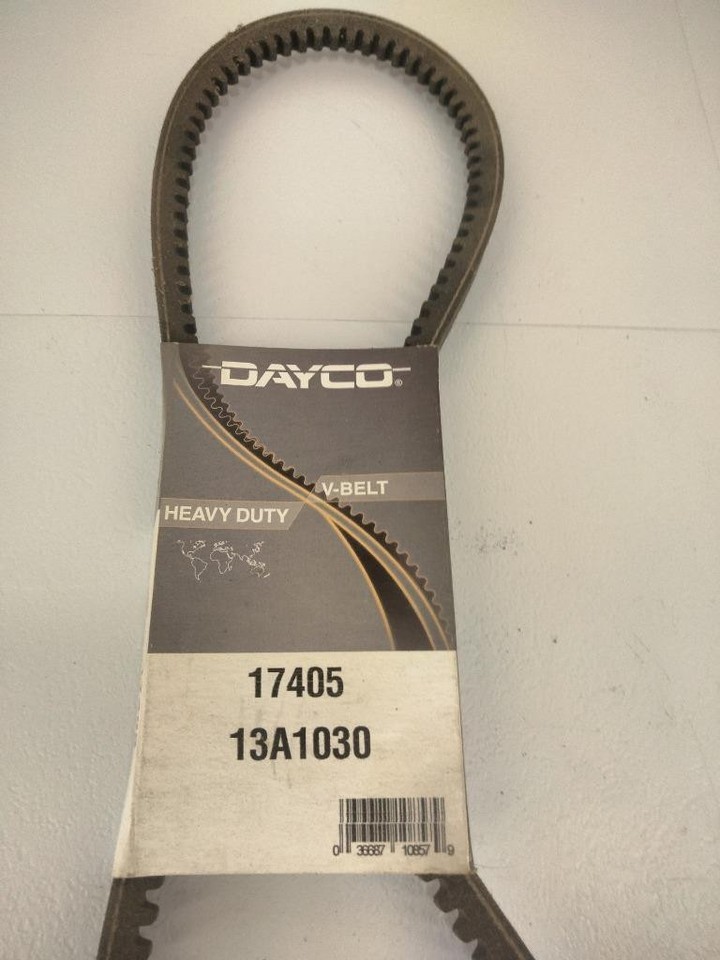 DAYCO®
V-BELT
HEAVY DUTY
17405
13A1030
0 36687 10857 9